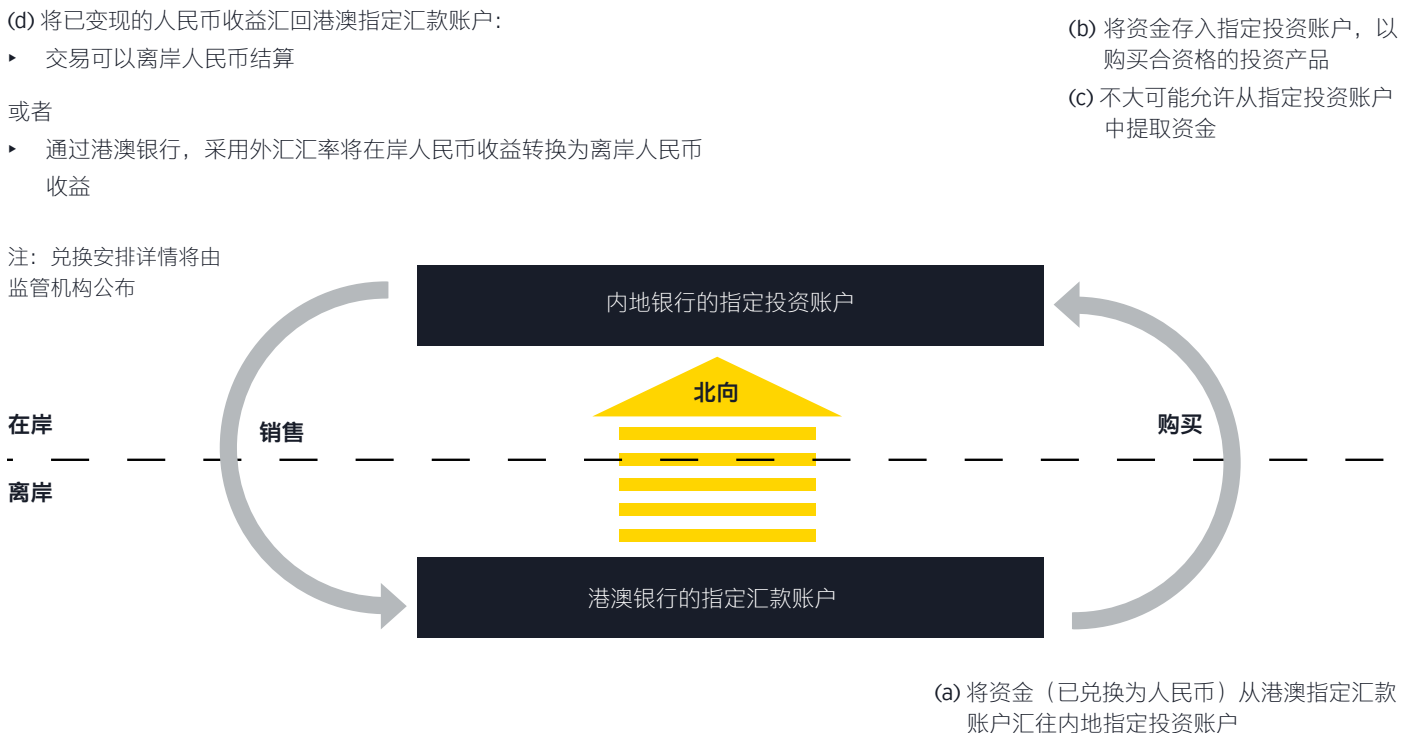 (d) 将已变现的人民币收益汇回港澳指定汇款账户:
‣ 交易可以离岸人民币结算
或者
‣ 通过港澳银行，采用外汇汇率将在岸人民币收益转换为离岸人民币
收益
(b) 将资金存入指定投资账户，以
购买合资格的投资产品
(c) 不大可能允许从指定投资账户
中提取资金
注：兑换安排详情将由
监管机构公布
内地银行的指定投资账户
北向
在岸
销售
购买
离岸
港澳银行的指定汇款账户
(a) 将资金（已兑换为人民币）从港澳指定汇款
账户汇往内地指定投资账户